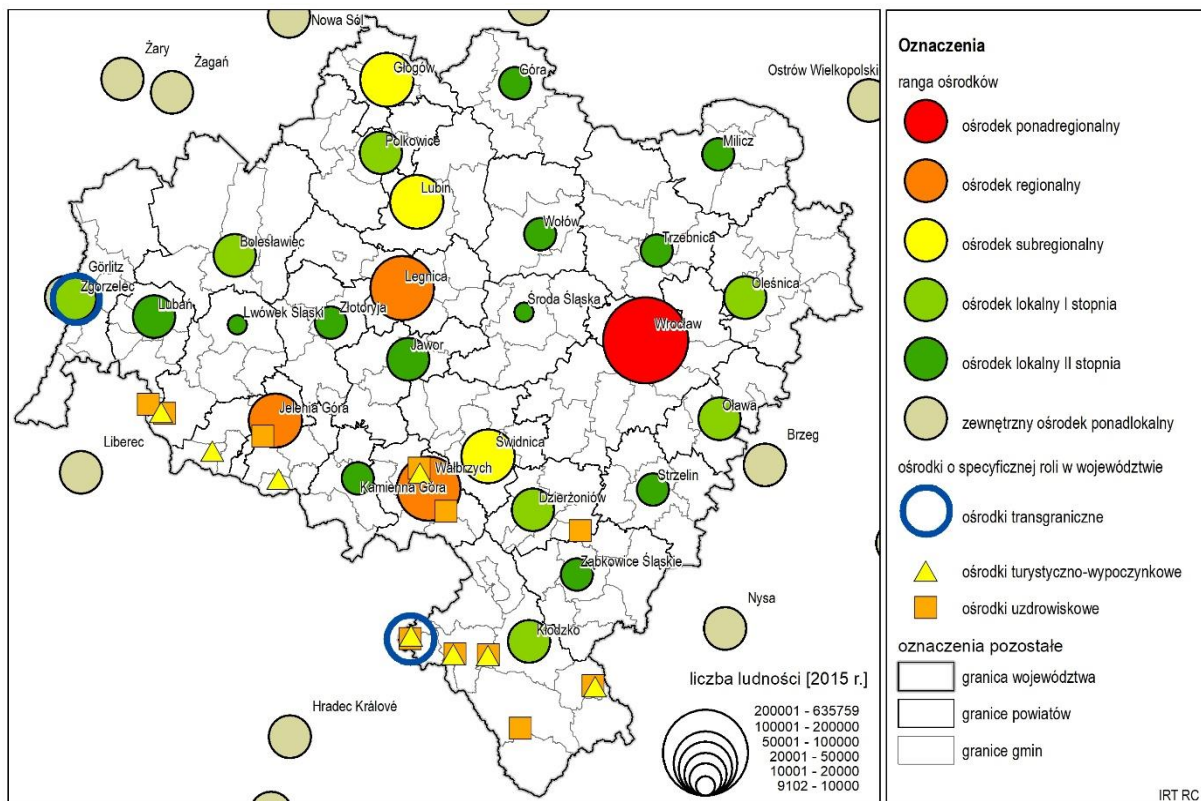 Nowa Sól
Żary
Żagań
Głogów
Góra
Ostrów Wielkopolski
Polkowice
Milicz
Lubin
Wołów
Trzebnica
Bolesławiec
Görlitz
Zgorzelec
Legnica
Oleśnica
Lubań
Lwówek Śląski
Złotoryja
Środa Śląska
Wrocław
Jawor
Jelenia Góra
Oława
Liberec
Świdnica
Brzeg
Wałbrzych
Kamienna Góra
Strzelin
Dzierżoniów
Ząbkowice Śląskie
Nysa
Kłodzko
Hradec Králové
liczba ludności [2015 r.]
200001 - 635759
100001 - 200000
50001 - 100000
20001 - 50000
10001 - 20000
9102 - 10000
Oznaczenia
ranga ośrodków
ośrodek ponadregionalny
ośrodek regionalny
ośrodek subregionalny
ośrodek lokalny I stopnia
ośrodek lokalny II stopnia
zewnętrzny ośrodek ponadlokalny
ośrodki o specyficznej roli w województwie
ośrodki transgraniczne
ośrodki turystyczno-wypoczynkowe
ośrodki uzdrowiskowe
oznaczenia pozostałe
granica województwa
granice powiatów
granice gmin
IRT RC